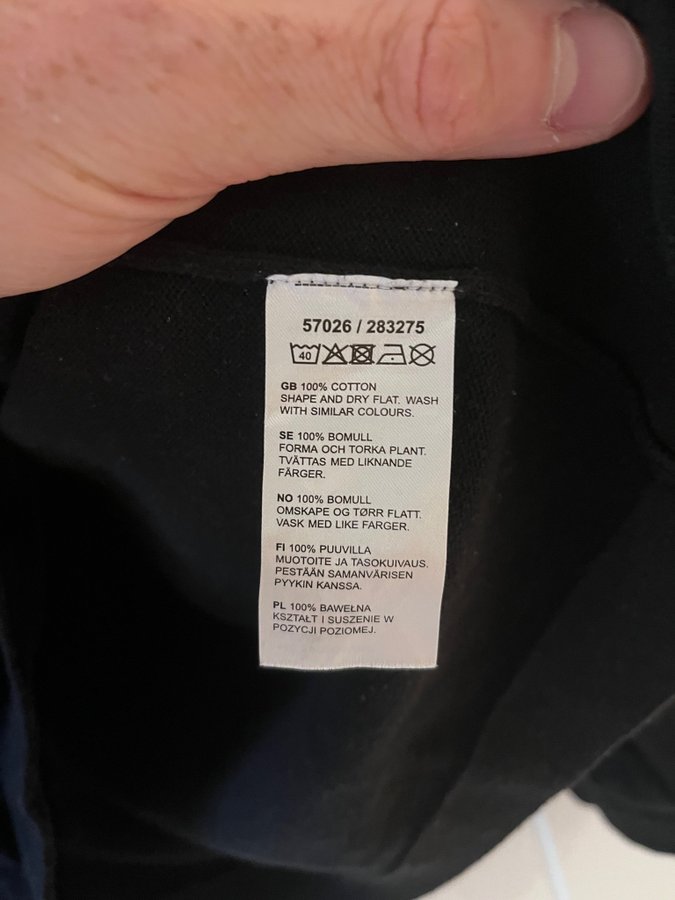 57026 / 283275
40
GB 100% COTTON
SHAPE AND DRY FLAT. WASH
WITH SIMILAR COLOURS.
SE 100% BOMULL
FORMA OCH TORKA PLANT.
TVÄTTAS MED LIKNANDE
FÄRGER.
NO 100% BOMULL
OMSKAPE OG TØRR FLATT.
VASK MED LIKE FARGER.
FI 100% PUUVILLA
MUOTOITE JA TASOKUIVAUS.
PESTÄÄN SAMANVÄRISEN
PYYKIN KANSSA.
PL 100% BAWEŁNA
KSZTAŁT I SUSZENIE W
POZYCJI POZIOMEJ.